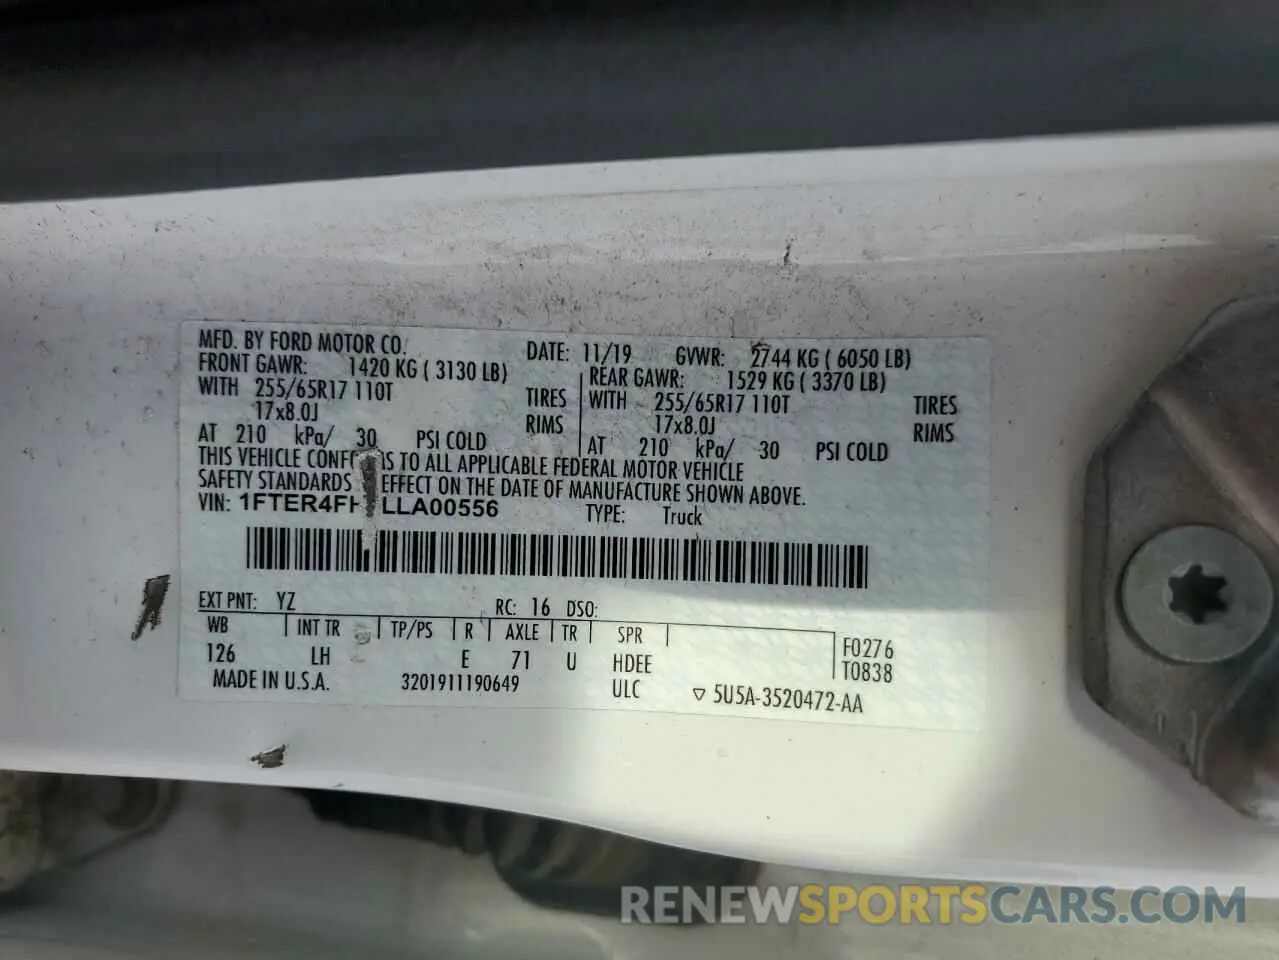 MFD. BY FORD MOTOR CO.
DATE: 11/19 GVWR: 2744 KG ( 6050 LB)
FRONT GAWR: 1420 KG ( 3130 LB)
REAR GAWR: 1529 KG ( 3370 LB)
WITH 255/65R17 110T TIRES
WITH 255/65R17 110T TIRES
17x8.0J RIMS
17x8.0J RIMS
AT 210 kPa/ 30 PSI COLD
AT 210 kPa/ 30 PSI COLD
THIS VEHICLE TO ALL APPLICABLE FEDERAL MOTOR VEHICLE
SAFETY STANDARDS EFFECT ON THE DATE OF MANUFACTURE SHOWN ABOVE.
VIN: 1FTER4FH LLA00556 TYPE: Truck
EXT PNT: YZ RC: 16 DSO:
WB INT TR TP/PS R AXLE TR SPR F0276
126 LH E 71 U HDEE T0838
MADE IN U.S.A. 3201911190649 ULC ▽ 5U5A-3520472-AA
RENEWSPORTSCARS.COM